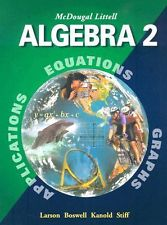 McDougal Littell
ALGEBRA 2
APPLICATIONS
EQUATIONS
GRAPHS
y = ax² + bx + c
Larson Boswell Kanold Stiff